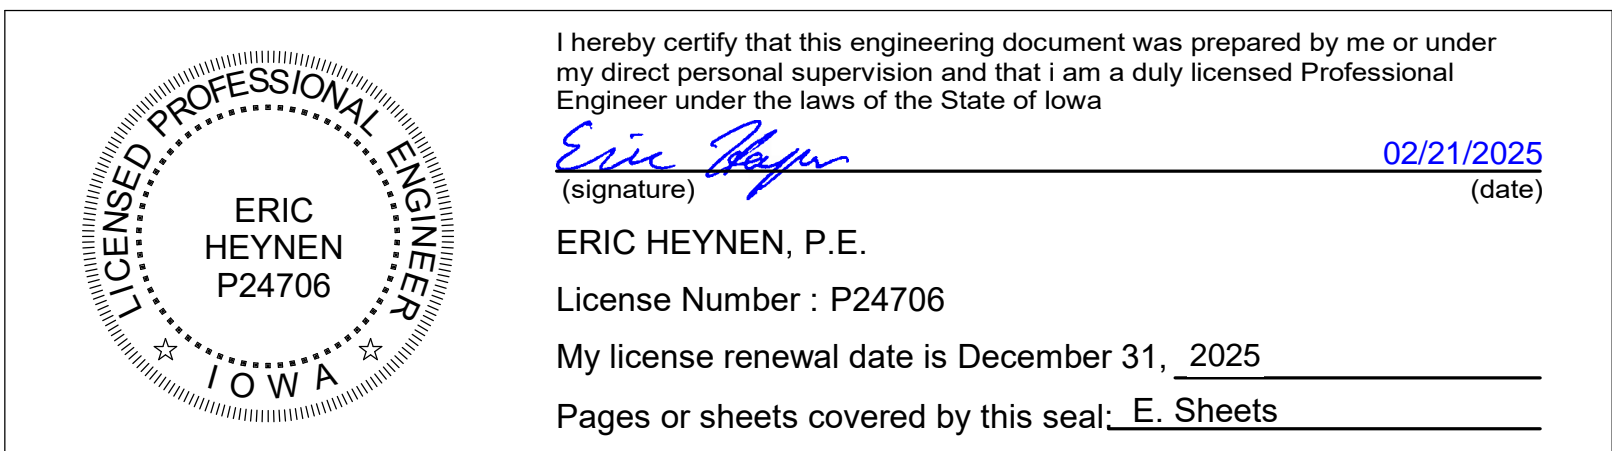 LICENSED PROFESSIONAL ENGINEER
ERIC
HEYNEN
P24706
IOWA
I hereby certify that this engineering document was prepared by me or under
my direct personal supervision and that i am a duly licensed Professional
Engineer under the laws of the State of Iowa
Eric Heynen 02/21/2025
(signature) (date)
ERIC HEYNEN, P.E.
License Number : P24706
My license renewal date is December 31, 2025
Pages or sheets covered by this seal: E. Sheets